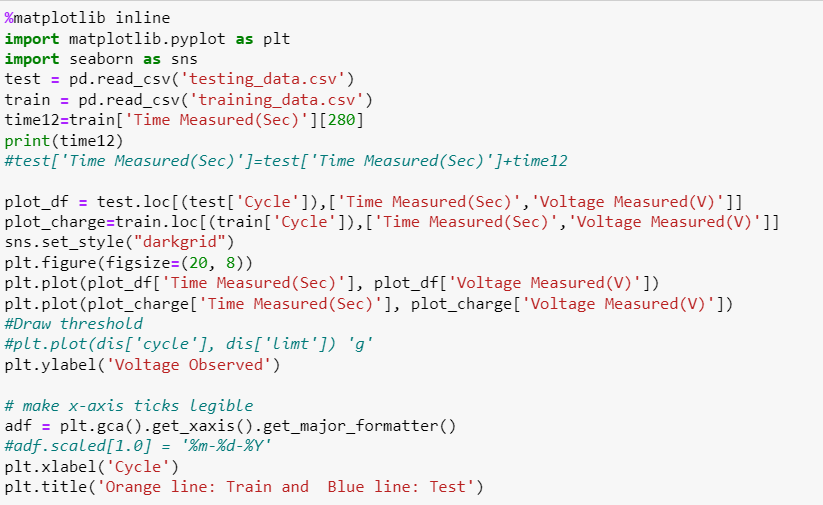 %matplotlib inline
import matplotlib.pyplot as plt
import seaborn as sns
test = pd.read_csv('testing_data.csv')
train = pd.read_csv('training_data.csv')
time12=train['Time Measured(Sec)'][280]
print(time12)
#test['Time Measured(Sec)']=test['Time Measured(Sec)']+time12

plot_df = test.loc[(test['Cycle']),['Time Measured(Sec)','Voltage Measured(V)']]
plot_charge=train.loc[(train['Cycle']),['Time Measured(Sec)','Voltage Measured(V)']]
sns.set_style("darkgrid")
plt.figure(figsize=(20, 8))
plt.plot(plot_df['Time Measured(Sec)'], plot_df['Voltage Measured(V)'])
plt.plot(plot_charge['Time Measured(Sec)'], plot_charge['Voltage Measured(V)'])
#Draw threshold
#plt.plot(dis['cycle'], dis['limt']) 'g'
plt.ylabel('Voltage Observed')

# make x-axis ticks legible
adf = plt.gca().get_xaxis().get_major_formatter()
#adf.scaled[1.0] = '%m-%d-%Y'
plt.xlabel('Cycle')
plt.title('Orange line: Train and  Blue line: Test')